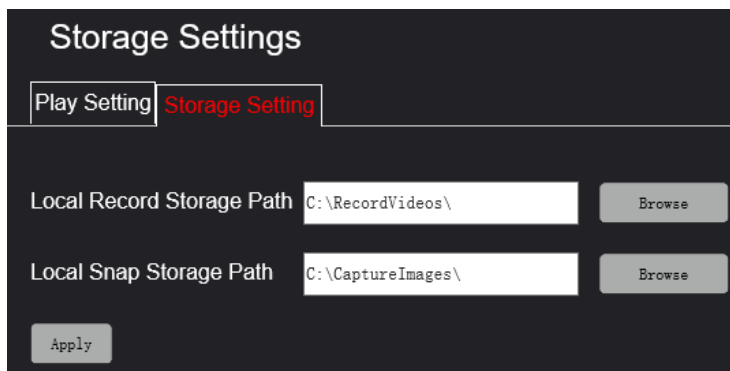 Storage Settings
Play Setting Storage Setting
Local Record Storage Path C:\RecordVideos\ Browse
Local Snap Storage Path C:\CaptureImages\ Browse
Apply